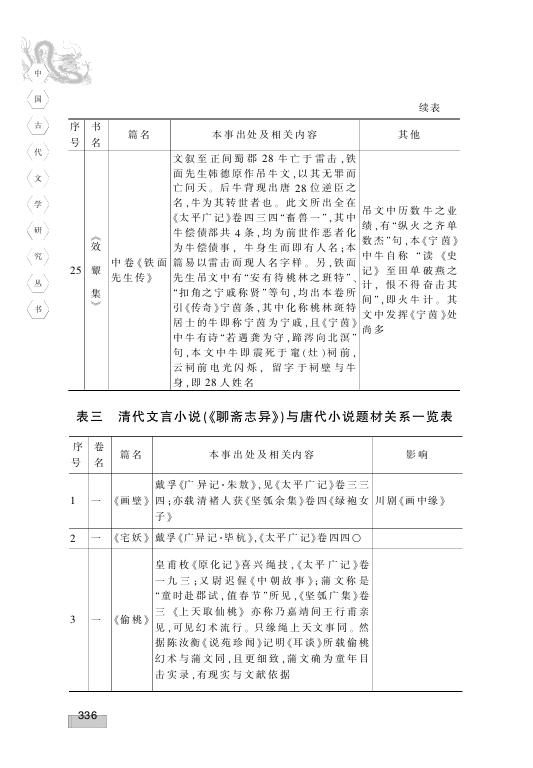 中
国
古
代
文
学
研
究
丛
书
续表
序号 书名 篇名 本事出处及相关内容 其他
25 《效颦集》 中卷《铁面
先生传》
文叙至正间蜀郡 28 牛亡于雷击,铁
面先生韩德原作吊牛文,以其无罪而
亡问天。后牛背现出唐 28 位逆臣之
名,牛为其转世者也。此文所出全在
《太平广记》卷四三四“畜兽一”,其中
牛偿债部共 4 条,均为前世作恶者化
为牛偿债事,牛身生而即有人名;本
篇易以雷击而现人名字样。另,铁面
先生吊文中有“安有待桃林之班特”、
“扣角之宁戚称贤”等句,均出本卷所
引《传奇》宁茵条,其中化称桃林斑特
居士的牛即称宁茵为宁戚,且《宁茵》
中牛有诗“若遇龚为守,蹄涔向北溟”
句,本文中牛即震死于竈(灶)祠前,
云祠前电光闪烁,留字于祠壁与牛
身,即 28 人姓名
吊文中历数牛之业
绩,有“纵火之齐单
数杰”句,本《宁茵》
中牛自称“读《史
记》至田单破燕之
计,恨不得奋击其
间”,即火牛计。其
文中发挥《宁茵》处
尚多
表三 清代文言小说(《聊斋志异》)与唐代小说题材关系一览表
序号 卷名 篇名 本事出处及相关内容 影响
1 一 《画壁》
戴孚《广异记·朱敖》,见《太平广记》卷三三
四;亦载清褚人获《坚瓠余集》卷四《绿袍女
子》
川剧《画中缘》
2 一 《宅妖》 戴孚《广异记·毕杭》,《太平广记》卷四四〇
3 一 《偷桃》
皇甫枚《原化记》喜兴绳技,《太平广记》卷
一九三;又尉迟偓《中朝故事》;蒲文称是
“童时赴郡试,值春节”所见,《坚瓠广集》卷
三《上天取仙桃》亦称乃嘉靖间王行甫亲
见,可见幻术流行。只缘绳上天文事同。然
据陈汝衡《说苑珍闻》记明《耳谈》所载偷桃
幻术与蒲文同,且更细致,蒲文确为童年目
击实录,有现实与文献依据
336